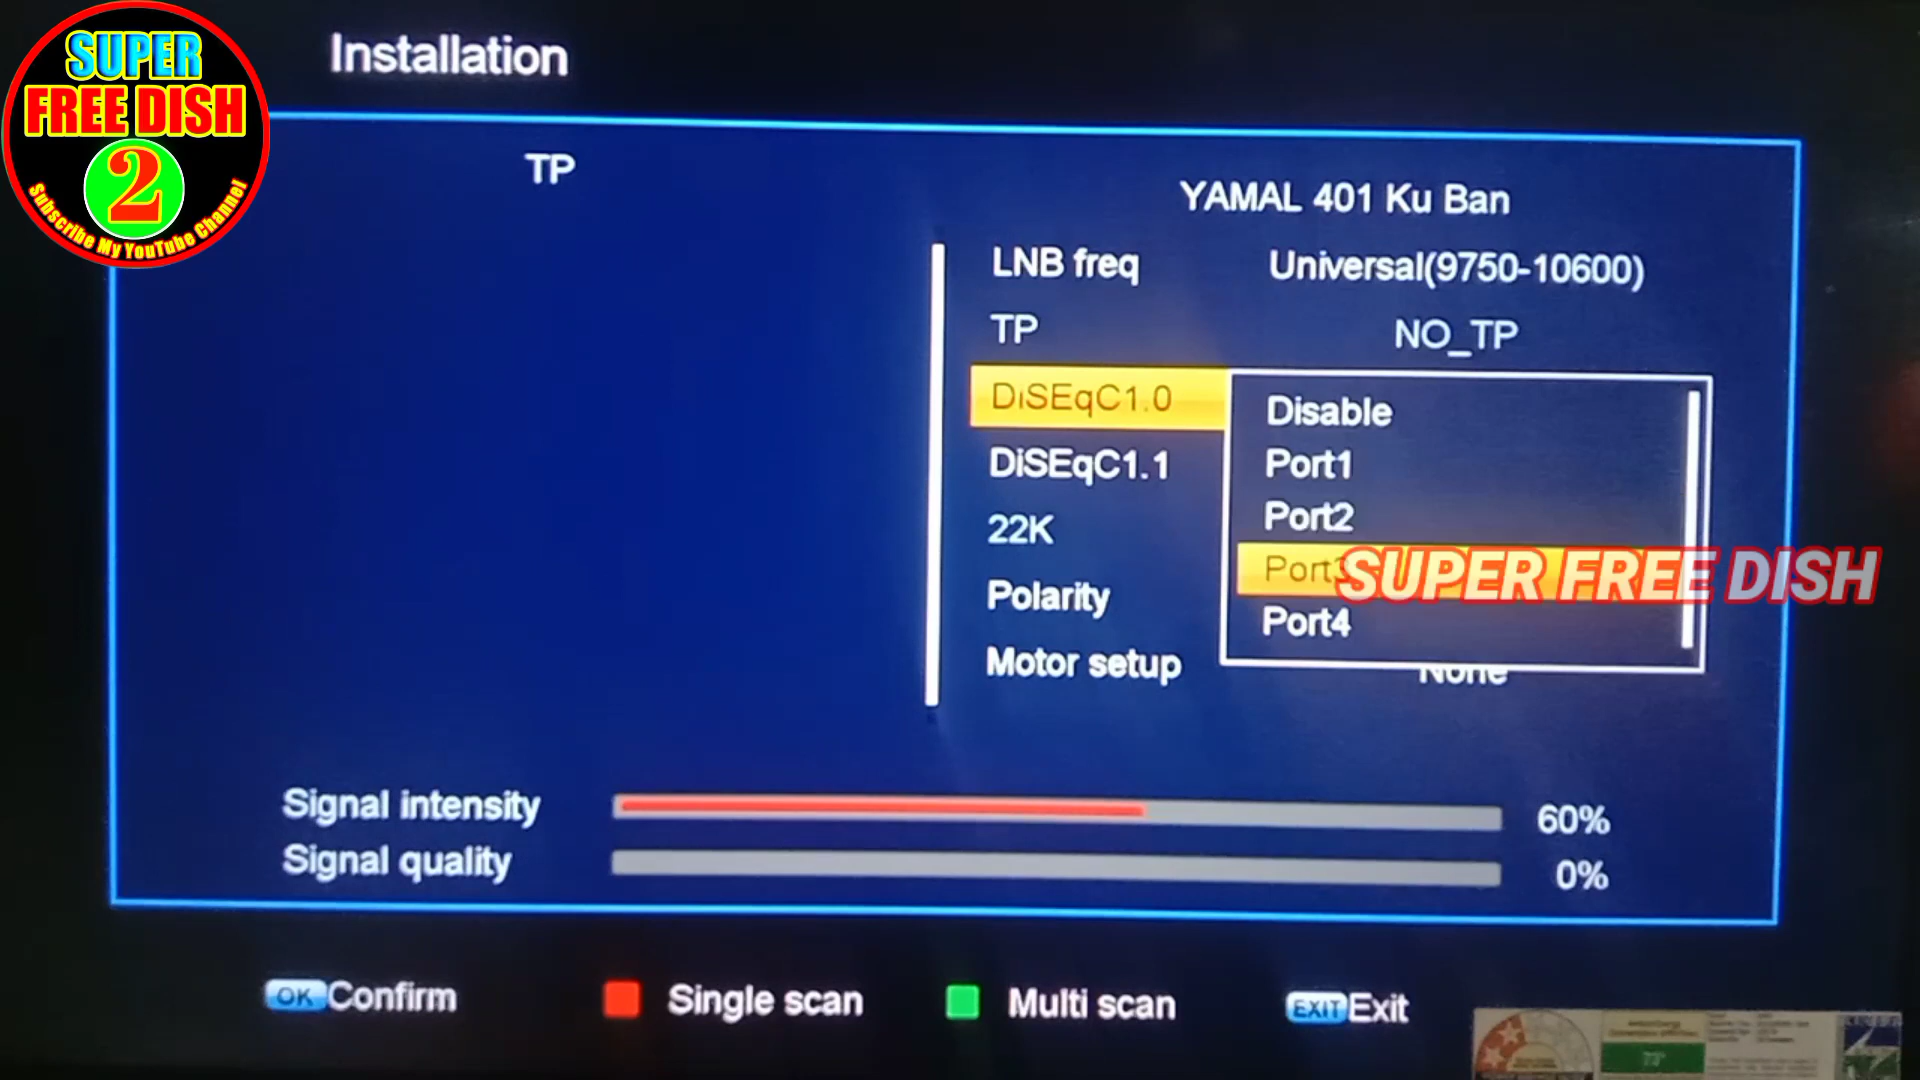 SUPER
FREE DISH
2
Subscribe My YouTube Channel
Installation
TP
YAMAL 401 Ku Ban
LNB freq Universal(9750-10600)
TP NO_TP
DiSEqC1.0
Disable
Port1
DiSEqC1.1
Port2
22K
Port3
SUPER FREE DISH
Polarity
Port4
Motor setup None
Signal intensity 60%
Signal quality 0%
OK Confirm
Single scan
Multi scan
EXIT Exit